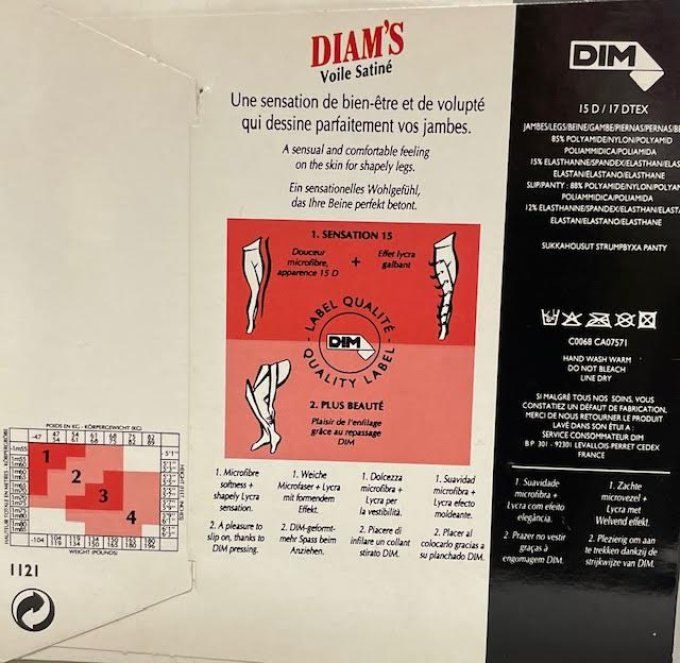 DIAM'S
Voile Satiné
Une sensation de bien-être et de volupté
qui dessine parfaitement vos jambes.
A sensual and comfortable feeling
on the skin for shapely legs.
Ein sensationelles Wohlgefühl,
das Ihre Beine perfekt betont.
1. SENSATION 15
Douceur
microfibre,
apparence 15 D
+
Effet lycra
galbant
LABEL QUALITÉ
DIM
QUALITY LABEL
2. PLUS BEAUTÉ
Plaisir de l'enfilage
grâce au repassage
DIM
1. Microfibre
softness +
shapely Lycra
sensation.
2. A pleasure to
slip on, thanks to
DIM pressing.
1. Weiche
Microfaser + Lycra
mit formendem
Effekt.
2. DIM-geformt-
mehr Spass beim
Anziehen.
1. Dolcezza
microfibra +
Lycra per
la vestibilità.
2. Piacere di
infilare un collant
stirato DIM.
1. Suavidad
microfibra +
Lycra efecto
moldeante.
2. Placer al
colocarlo gracias a
su planchado DIM.
1. Suavidade
microfibra +
Lycra com efeito
elegância.
2. Prazer no vestir
graças à
engomagem DIM.
1. Zachte
microvezel +
Lycra met
Welvend effekt.
2. Plezierig om aan
te trekken dankzij de
strijkwijze van DIM.
DIM
15 D / 17 DTEX
JAMBES/LEGS/BEINE/GAMBE/PIERNAS/PERNAS/
85% POLYAMIDE/NYLON/POLYAMID
POLIAMMIDICA/POLIAMIDA
15% ELASTHANNE/SPANDEX/ELASTHAN/
ELASTAN/ELASTANO/ELASTHANE
SLIP/PANTY : 88% POLYAMIDE/NYLON/
POLIAMMIDICA/POLIAMIDA
12% ELASTHANNE/SPANDEX/ELASTHAN/
ELASTAN/ELASTANO/ELASTHANE
SUKKAHOUSUT STRUMPBYXA PANTY
C0068 CA07571
HAND WASH WARM
DO NOT BLEACH
LINE DRY
SI MALGRÉ TOUS NOS SOINS, VOUS
CONSTATIEZ UN DÉFAUT DE FABRICATION,
MERCI DE NOUS RETOURNER LE PRODUIT
LAVÉ DANS SON ÉTUI A :
SERVICE CONSOMMATEUR DIM
B P 301 - 92301 LEVALLOIS-PERRET CEDEX
FRANCE
POIDS EN KG - KÖRPERGEWICHT (KG)
-47
1
2
3
4
-104
WEIGHT (POUNDS)
1121